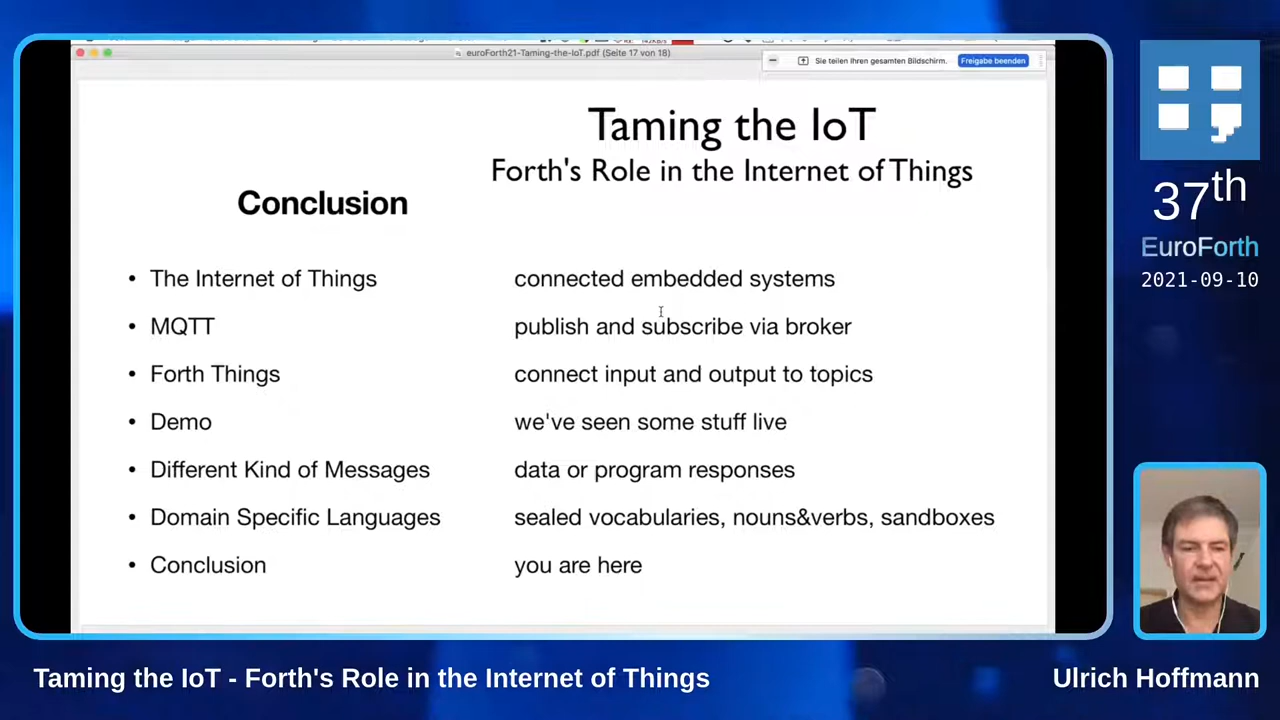 euroForth21-Taming-the-IoT.pdf (Seite 17 von 18)
Sie teilen Ihren gesamten Bildschirm.
Freigabe beenden
Taming the IoT
Forth's Role in the Internet of Things
Conclusion
• The Internet of Things connected embedded systems
• MQTT publish and subscribe via broker
• Forth Things connect input and output to topics
• Demo we've seen some stuff live
• Different Kind of Messages data or program responses
• Domain Specific Languages sealed vocabularies, nouns&verbs, sandboxes
• Conclusion you are here
37th
EuroForth
2021-09-10
Taming the IoT - Forth's Role in the Internet of Things
Ulrich Hoffmann